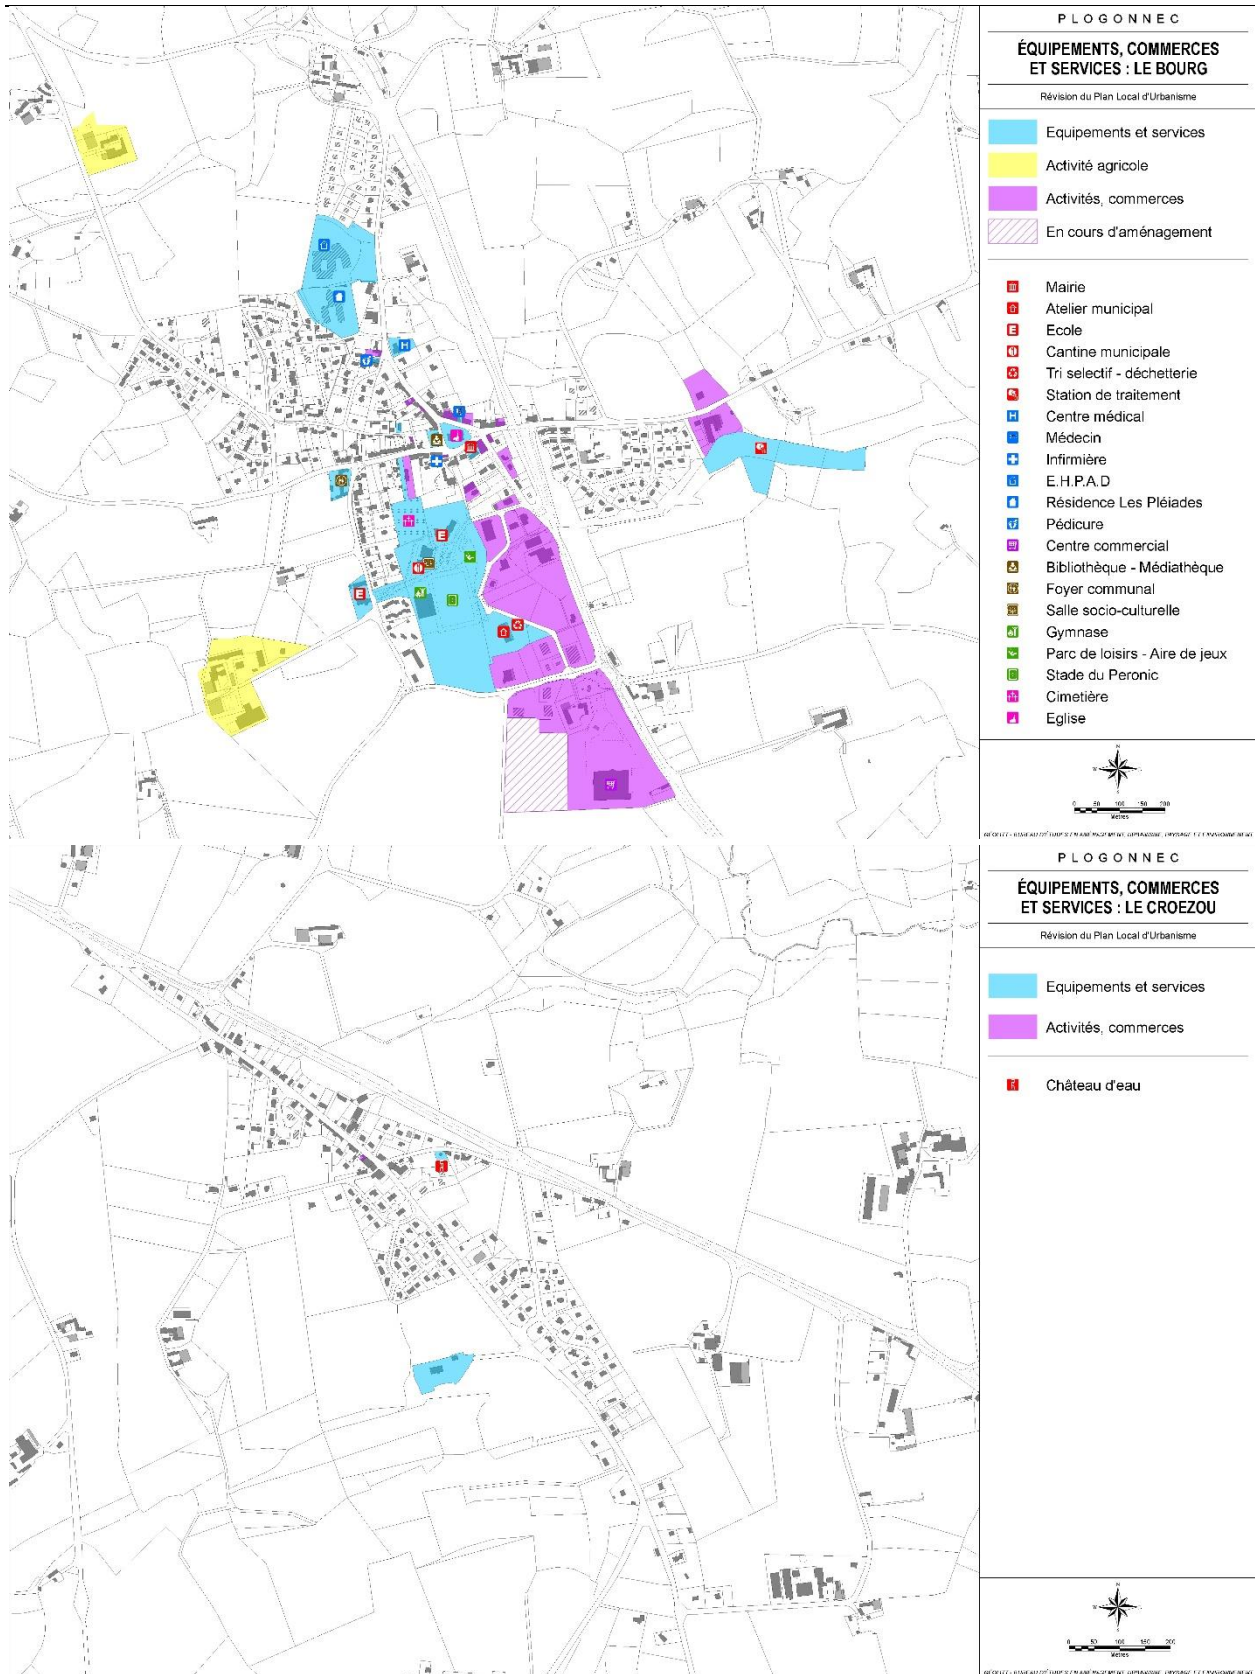 PLOGONNEC
ÉQUIPEMENTS, COMMERCES
ET SERVICES : LE BOURG
Révision du Plan Local d'Urbanisme
Equipements et services
Activité agricole
Activités, commerces
En cours d'aménagement
Mairie
Atelier municipal
Ecole
Cantine municipale
Tri selectif - déchetterie
Station de traitement
Centre médical
Médecin
Infirmière
E.H.P.A.D
Résidence Les Pléiades
Pédicure
Centre commercial
Bibliothèque - Médiathèque
Foyer communal
Salle socio-culturelle
Gymnase
Parc de loisirs - Aire de jeux
Stade du Peronic
Cimetière
Eglise
0 50 100 150 200
Mètres
PLOGONNEC
ÉQUIPEMENTS, COMMERCES
ET SERVICES : LE CROEZOU
Révision du Plan Local d'Urbanisme
Equipements et services
Activités, commerces
Château d'eau
0 50 100 150 200
Mètres